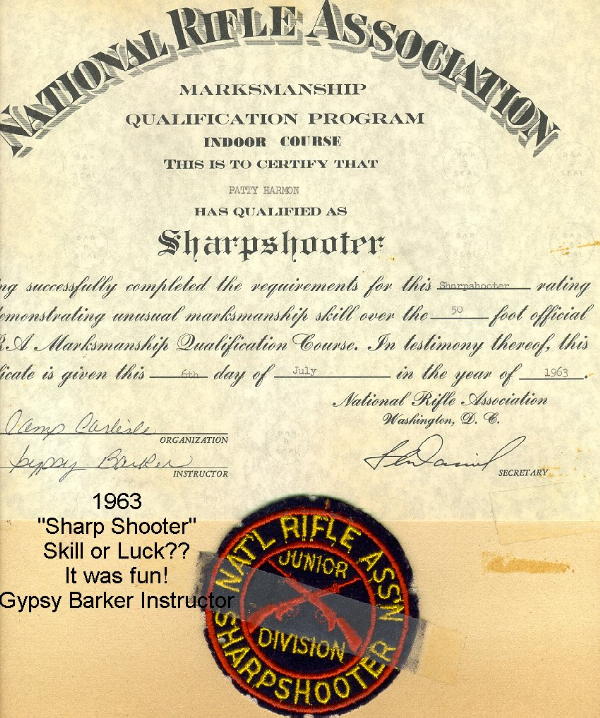 NATIONAL RIFLE ASSOCIATION
MARKSMANSHIP
QUALIFICATION PROGRAM
INDOOR COURSE
THIS IS TO CERTIFY THAT
PATTY HARMON
HAS QUALIFIED AS
Sharpshooter
ng successfully completed the requirements for this Sharpshooter rating
emonstrating unusual marksmanship skill over the 50 foot official
RA Marksmanship Qualification Course. In testimony thereof, this
icate is given this 6th day of July in the year of 1963.
National Rifle Association
Washington, D. C.
Camp Carlisle
ORGANIZATION
Gypsy Barker
INSTRUCTOR
SECRETARY
1963
"Sharp Shooter"
Skill or Luck??
It was fun!
Gypsy Barker Instructor
NAT'L RIFLE ASS'N
JUNIOR
DIVISION
SHARPSHOOTER